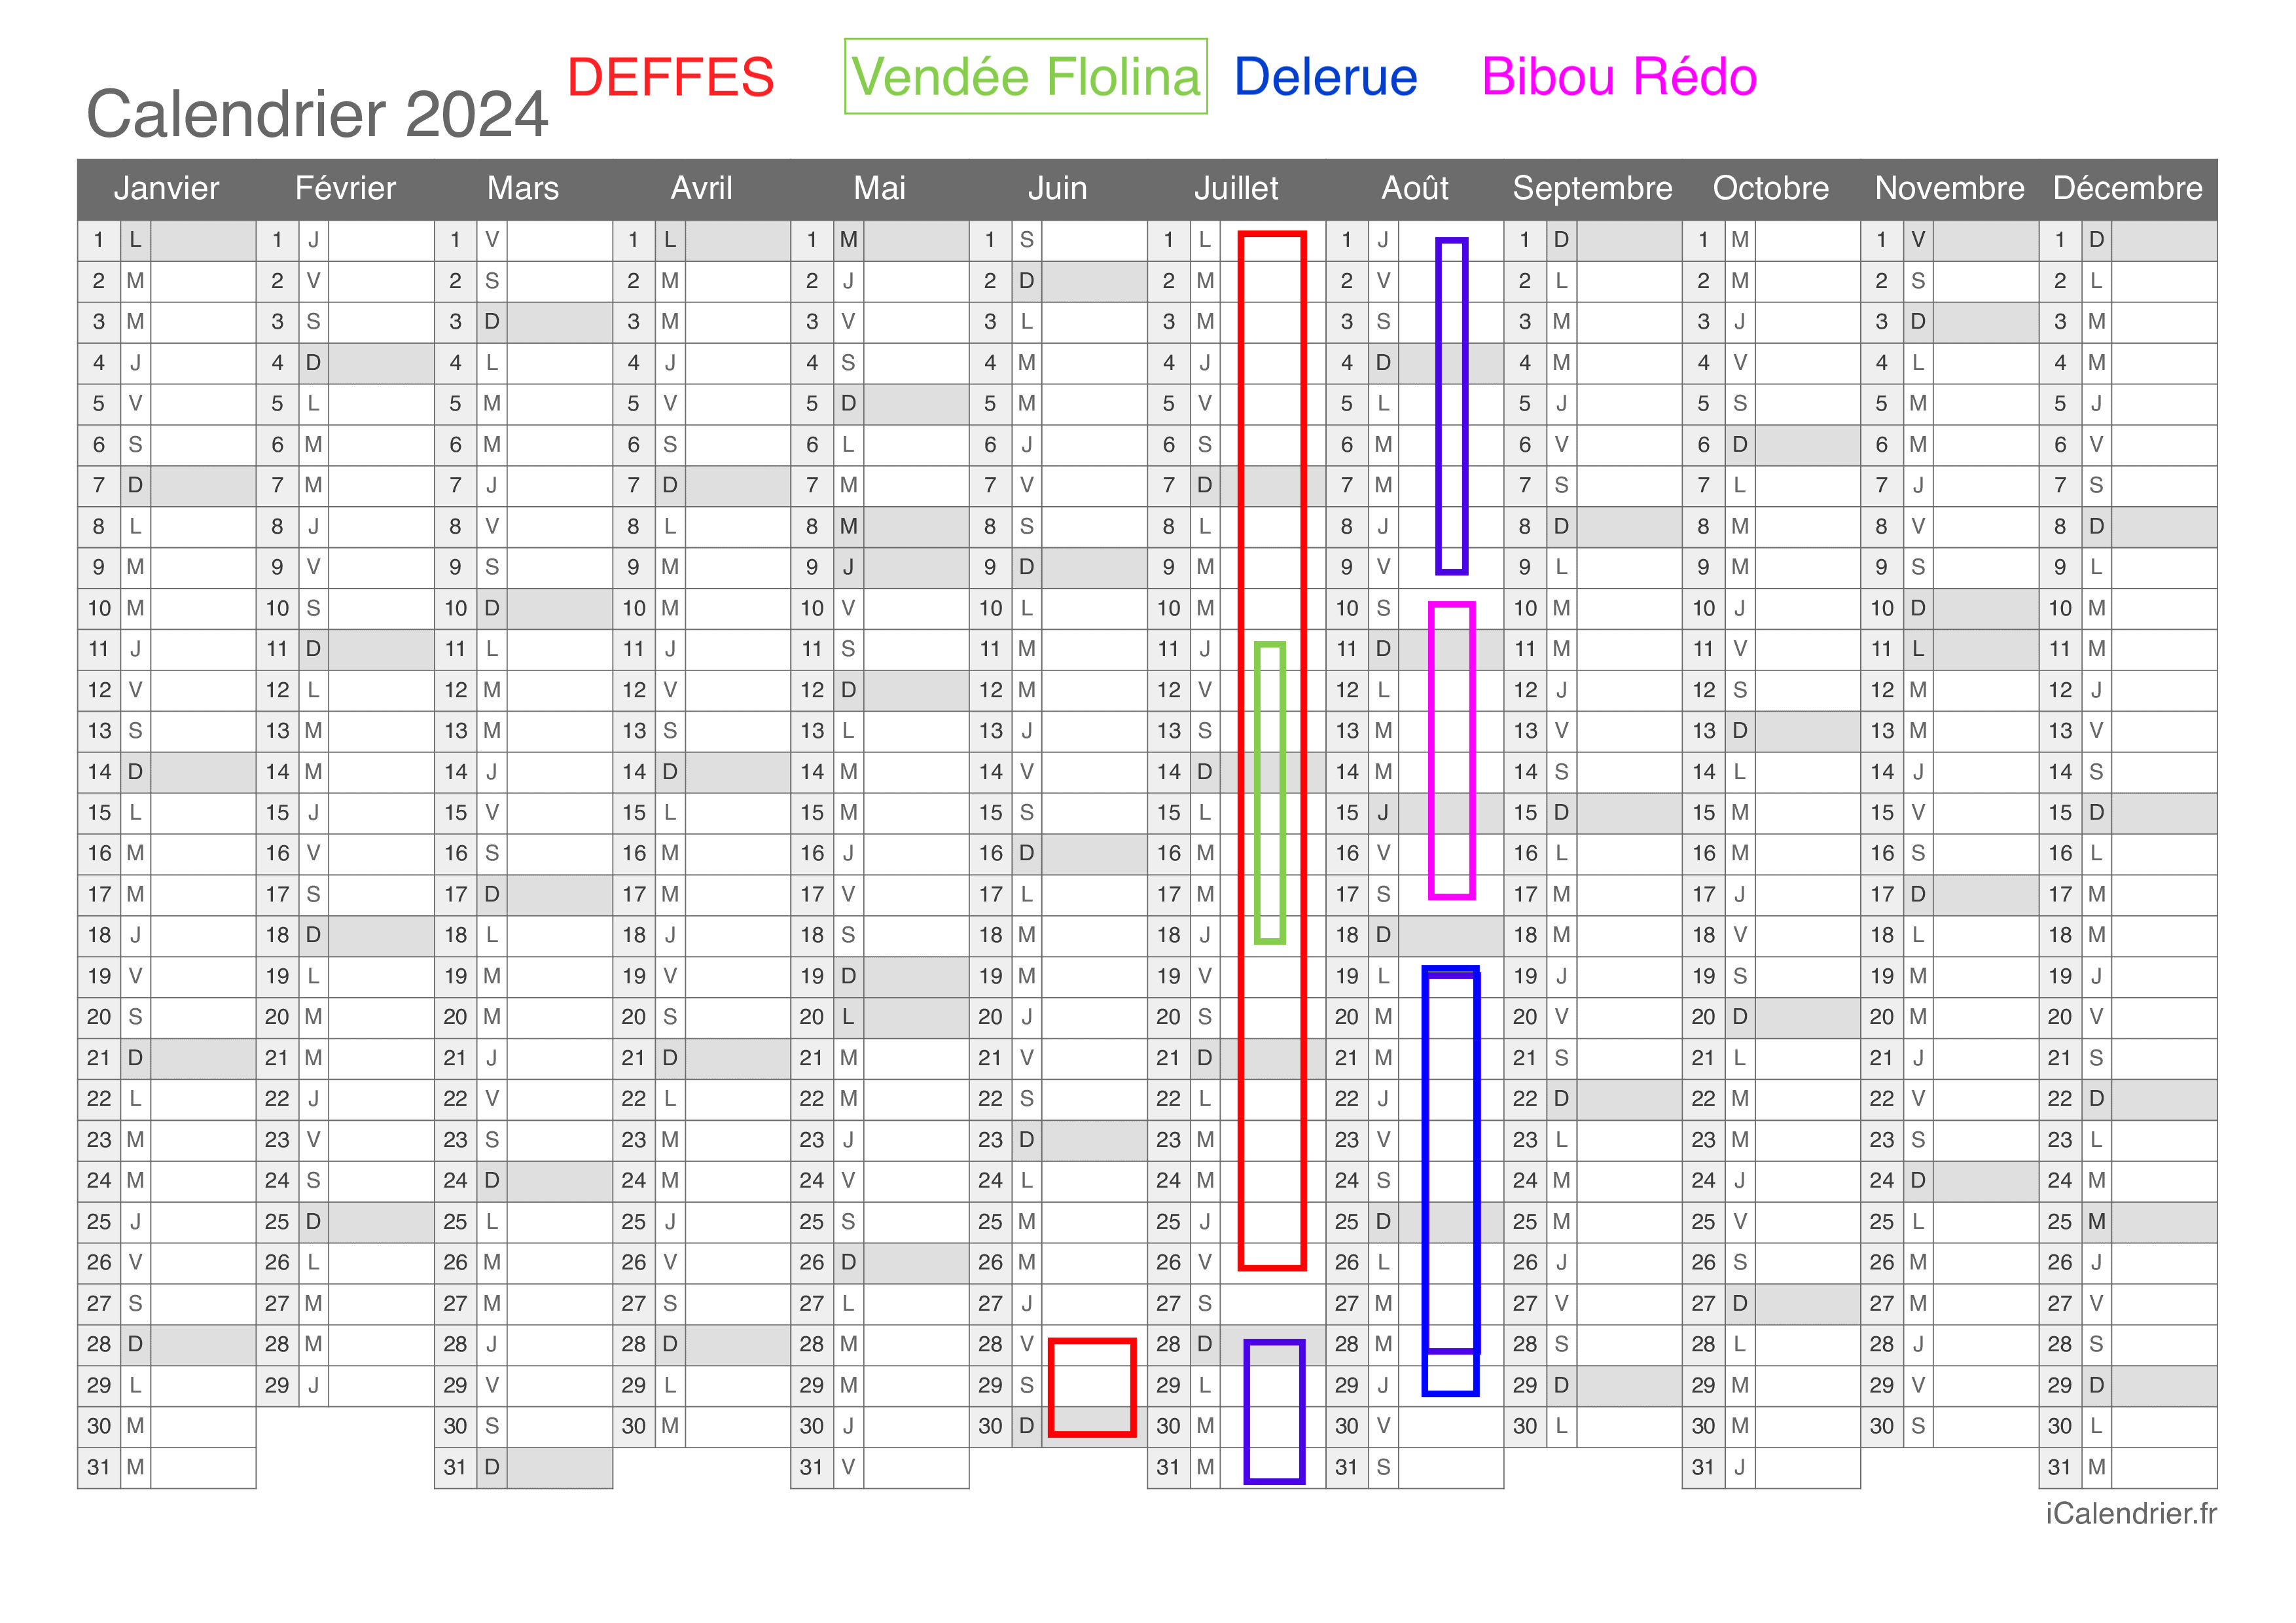 DEFFES Vendée Flolina Delerue Bibou Rédo
Calendrier 2024
Janvier Février Mars Avril Mai Juin Juillet Août Septembre Octobre Novembre Décembre
1 L 1 J 1 V 1 L 1 M 1 S 1 L 1 J 1 D 1 M 1 V 1 D
2 M 2 V 2 S 2 M 2 J 2 D 2 M 2 V 2 L 2 M 2 S 2 L
3 M 3 S 3 D 3 M 3 V 3 L 3 M 3 S 3 M 3 J 3 D 3 M
4 J 4 D 4 L 4 J 4 S 4 M 4 J 4 D 4 M 4 V 4 L 4 M
5 V 5 L 5 M 5 V 5 D 5 M 5 V 5 L 5 J 5 S 5 M 5 J
6 S 6 M 6 M 6 S 6 L 6 J 6 S 6 M 6 V 6 D 6 M 6 V
7 D 7 M 7 J 7 D 7 M 7 V 7 D 7 M 7 S 7 L 7 J 7 S
8 L 8 J 8 V 8 L 8 M 8 S 8 L 8 J 8 D 8 M 8 V 8 D
9 M 9 V 9 S 9 M 9 J 9 D 9 M 9 V 9 L 9 M 9 S 9 L
10 M 10 S 10 D 10 M 10 V 10 L 10 M 10 S 10 M 10 J 10 D 10 M
11 J 11 D 11 L 11 J 11 S 11 M 11 J 11 D 11 M 11 V 11 L 11 M
12 V 12 L 12 M 12 V 12 D 12 M 12 V 12 L 12 J 12 S 12 M 12 J
13 S 13 M 13 M 13 S 13 L 13 J 13 S 13 M 13 V 13 D 13 M 13 V
14 D 14 M 14 J 14 D 14 M 14 V 14 D 14 M 14 S 14 L 14 J 14 S
15 L 15 J 15 V 15 L 15 M 15 S 15 L 15 J 15 D 15 M 15 V 15 D
16 M 16 V 16 S 16 M 16 J 16 D 16 M 16 V 16 L 16 M 16 S 16 L
17 M 17 S 17 D 17 M 17 V 17 L 17 M 17 S 17 M 17 J 17 D 17 M
18 J 18 D 18 L 18 J 18 S 18 M 18 J 18 D 18 M 18 V 18 L 18 M
19 V 19 L 19 M 19 V 19 D 19 M 19 V 19 L 19 J 19 S 19 M 19 J
20 S 20 M 20 M 20 S 20 L 20 J 20 S 20 M 20 V 20 D 20 M 20 V
21 D 21 M 21 J 21 D 21 M 21 V 21 D 21 M 21 S 21 L 21 J 21 S
22 L 22 J 22 V 22 L 22 M 22 S 22 L 22 J 22 D 22 M 22 V 22 D
23 M 23 V 23 S 23 M 23 J 23 D 23 M 23 V 23 L 23 M 23 S 23 L
24 M 24 S 24 D 24 M 24 V 24 L 24 M 24 S 24 M 24 J 24 D 24 M
25 J 25 D 25 L 25 J 25 S 25 M 25 J 25 D 25 M 25 V 25 L 25 M
26 V 26 L 26 M 26 V 26 D 26 M 26 V 26 L 26 J 26 S 26 M 26 J
27 S 27 M 27 M 27 S 27 L 27 J 27 S 27 M 27 V 27 D 27 M 27 V
28 D 28 M 28 J 28 D 28 M 28 V 28 D 28 M 28 S 28 L 28 J 28 S
29 L 29 J 29 V 29 L 29 M 29 S 29 L 29 J 29 D 29 M 29 V 29 D
30 M 30 S 30 M 30 J 30 D 30 M 30 V 30 L 30 M 30 S 30 L
31 M 31 D 31 V 31 M 31 S 31 J 31 M
iCalendrier.fr